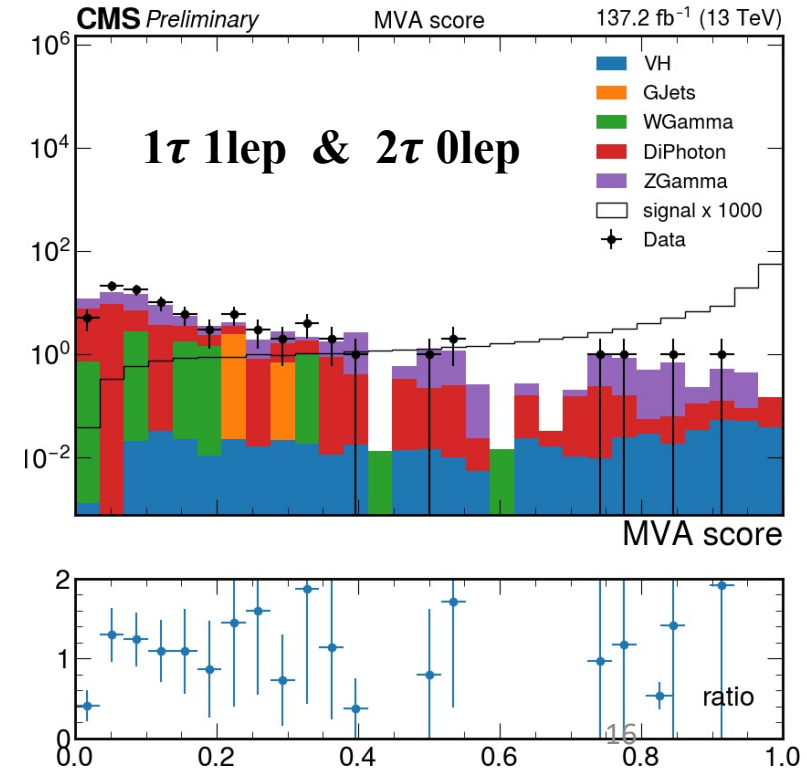 CMS Preliminary MVA score 137.2 fb⁻¹ (13 TeV)
10⁶
VH
GJets
WGamma
10⁴
1τ 1lep & 2τ 0lep
DiPhoton
ZGamma
signal x 1000
10²
Data
10⁰
10⁻²
MVA score
2
1
ratio
16
0
0.0 0.2 0.4 0.6 0.8 1.0